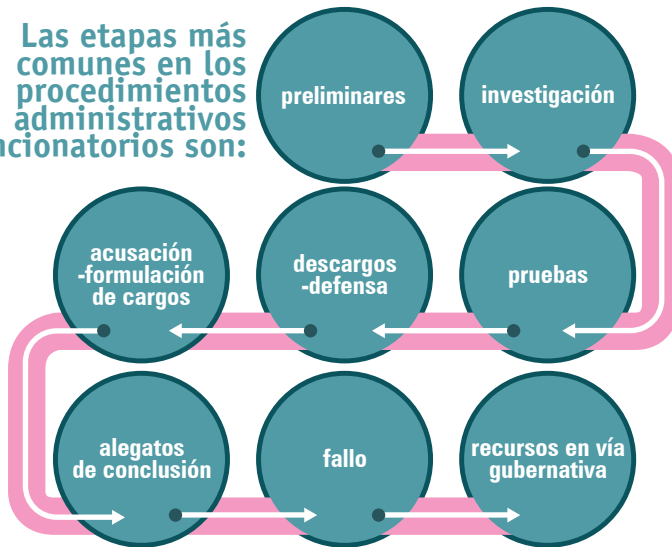 Las etapas más
comunes en los
procedimientos
administrativos
ncionatorios son:
preliminares
investigación
pruebas
descargos
-defensa
acusación
-formulación
de cargos
alegatos
de conclusión
fallo
recursos en vía
gubernativa